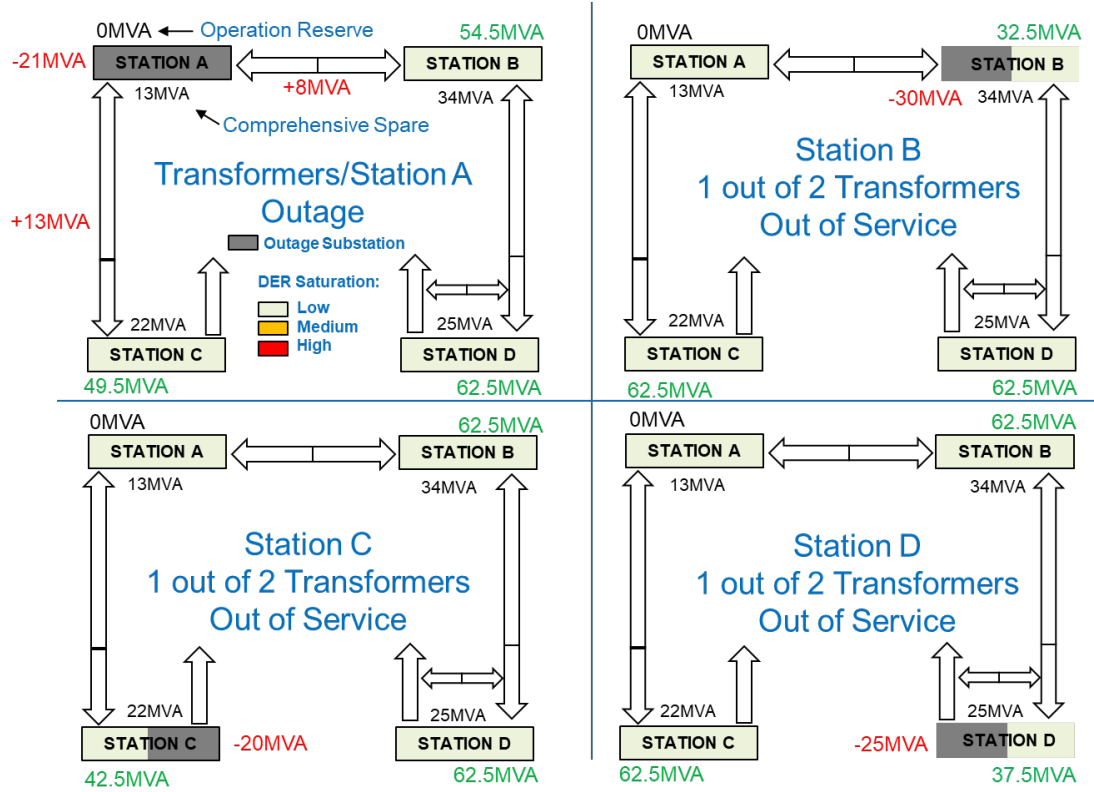 0MVA
Operation Reserve
54.5MVA
-21MVA
STATION A
STATION B
+8MVA
13MVA
34MVA
Comprehensive Spare
Transformers/Station A
Outage
+13MVA
Outage Substation
DER Saturation:
Low
Medium
High
22MVA
25MVA
STATION C
STATION D
49.5MVA
62.5MVA
0MVA
32.5MVA
STATION A
STATION B
13MVA
-30MVA
34MVA
Station B
1 out of 2 Transformers
Out of Service
22MVA
25MVA
STATION C
STATION D
62.5MVA
62.5MVA
0MVA
62.5MVA
STATION A
STATION B
13MVA
34MVA
Station C
1 out of 2 Transformers
Out of Service
22MVA
25MVA
STATION C
-20MVA
STATION D
42.5MVA
62.5MVA
0MVA
62.5MVA
STATION A
STATION B
13MVA
34MVA
Station D
1 out of 2 Transformers
Out of Service
22MVA
25MVA
STATION C
-25MVA
STATION D
62.5MVA
37.5MVA